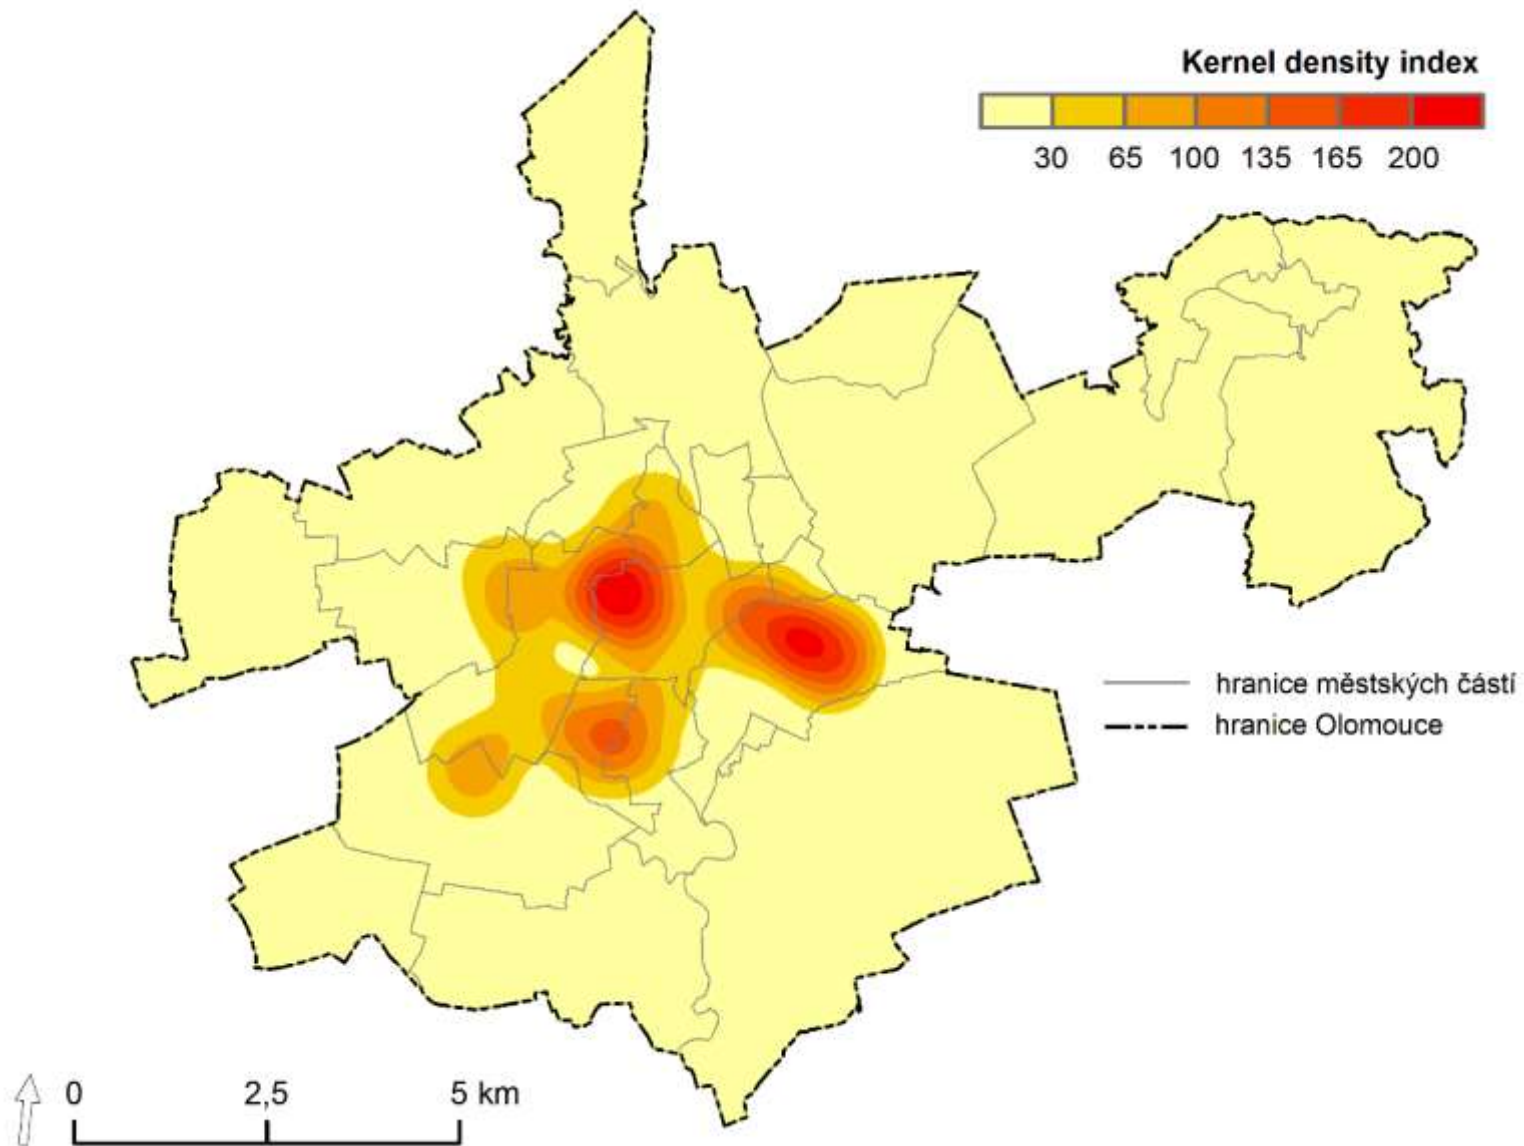 Kernel density index
30 65 100 135 165 200
hranice městských částí
hranice Olomouce
0 2,5 5 km